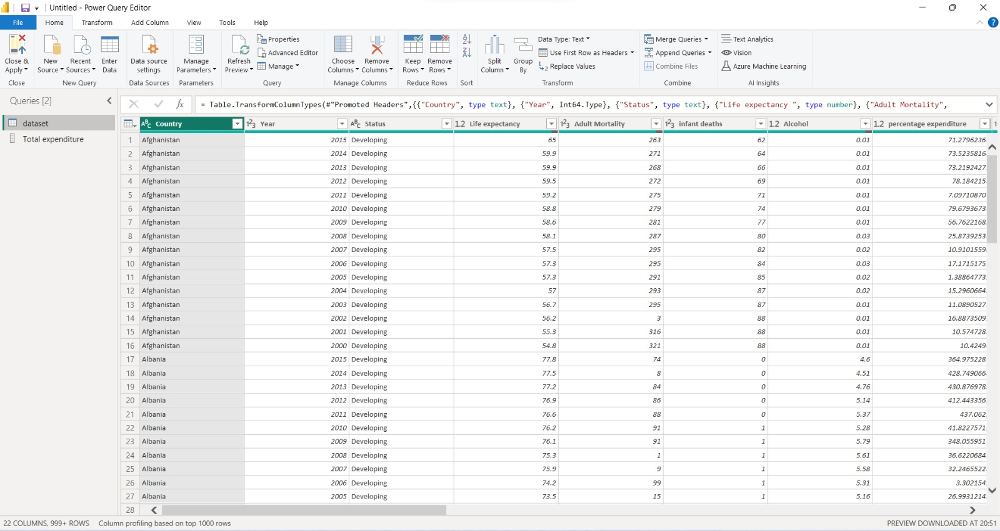 Untitled - Power Query Editor
File Home Transform Add Column View Tools Help
Close & Apply
New Source
Recent Sources
Enter Data
Data source settings
Manage Parameters
Refresh Preview
Properties
Advanced Editor
Manage
Choose Columns
Remove Columns
Keep Rows
Remove Rows
Split Column
Group By
Data Type: Text
Use First Row as Headers
Replace Values
Merge Queries
Append Queries
Combine Files
Text Analytics
Vision
Azure Machine Learning
Close New Query Data Sources Parameters Query Manage Columns Reduce Rows Sort Transform Combine AI Insights
Queries [2]
dataset
Total expenditure
fx = Table.TransformColumnTypes(#"Promoted Headers",{{"Country", type text}, {"Year", Int64.Type}, {"Status", type text}, {"Life expectancy ", type number}, {"Adult Mortality",
ABC Country 123 Year ABC Status 1.2 Life expectancy 123 Adult Mortality 123 infant deaths 1.2 Alcohol 1.2 percentage expenditure
1 Afghanistan 2015 Developing 65 263 62 0.01 71.2796236
2 Afghanistan 2014 Developing 59.9 271 64 0.01 73.5235816
3 Afghanistan 2013 Developing 59.9 268 66 0.01 73.2192427
4 Afghanistan 2012 Developing 59.5 272 69 0.01 78.184215
5 Afghanistan 2011 Developing 59.2 275 71 0.01 7.09710870
6 Afghanistan 2010 Developing 58.8 279 74 0.01 79.6793673
7 Afghanistan 2009 Developing 58.6 281 77 0.01 56.7622168
8 Afghanistan 2008 Developing 58.1 287 80 0.03 25.8739253
9 Afghanistan 2007 Developing 57.5 295 82 0.02 10.9101559
10 Afghanistan 2006 Developing 57.3 295 84 0.03 17.1715175
11 Afghanistan 2005 Developing 57.3 291 85 0.02 1.38864773
12 Afghanistan 2004 Developing 57 293 87 0.02 15.2960664
13 Afghanistan 2003 Developing 56.7 295 87 0.01 11.0890527
14 Afghanistan 2002 Developing 56.2 3 88 0.01 16.8873509
15 Afghanistan 2001 Developing 55.3 316 88 0.01 10.574728
16 Afghanistan 2000 Developing 54.8 321 88 0.01 10.4249
17 Albania 2015 Developing 77.8 74 0 4.6 364.975228
18 Albania 2014 Developing 77.5 8 0 4.51 428.749066
19 Albania 2013 Developing 77.2 84 0 4.76 430.876978
20 Albania 2012 Developing 76.9 86 0 5.14 412.443356
21 Albania 2011 Developing 76.6 88 0 5.37 437.062
22 Albania 2010 Developing 76.2 91 1 5.28 41.8227571
23 Albania 2009 Developing 76.1 91 1 5.79 348.055951
24 Albania 2008 Developing 75.3 1 1 5.61 36.6220684
25 Albania 2007 Developing 75.9 9 1 5.58 32.2465522
26 Albania 2006 Developing 74.2 99 1 5.31 3.302154
27 Albania 2005 Developing 73.5 15 1 5.16 26.9931214
28
22 COLUMNS, 999+ ROWS Column profiling based on top 1000 rows PREVIEW DOWNLOADED AT 20:51